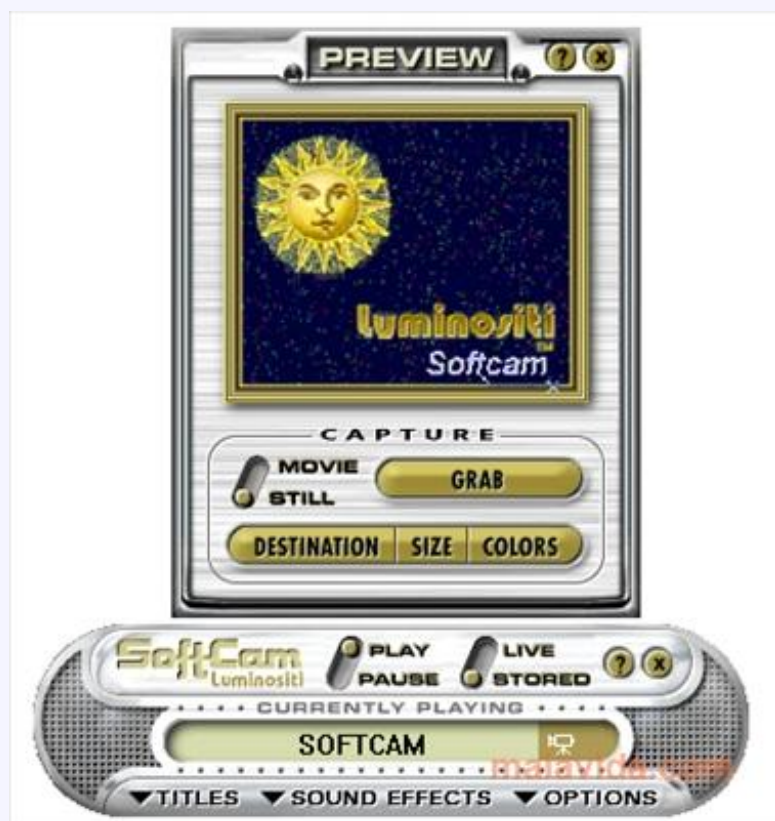 PREVIEW ? x
Luminositi
TM
Softcam
CAPTURE
MOVIE
STILL
GRAB
DESTINATION SIZE COLORS
SoftCam
Luminositi
PLAY
PAUSE
LIVE
STORED
? x
CURRENTLY PLAYING
SOFTCAM
malavida.com
TITLES SOUND EFFECTS OPTIONS